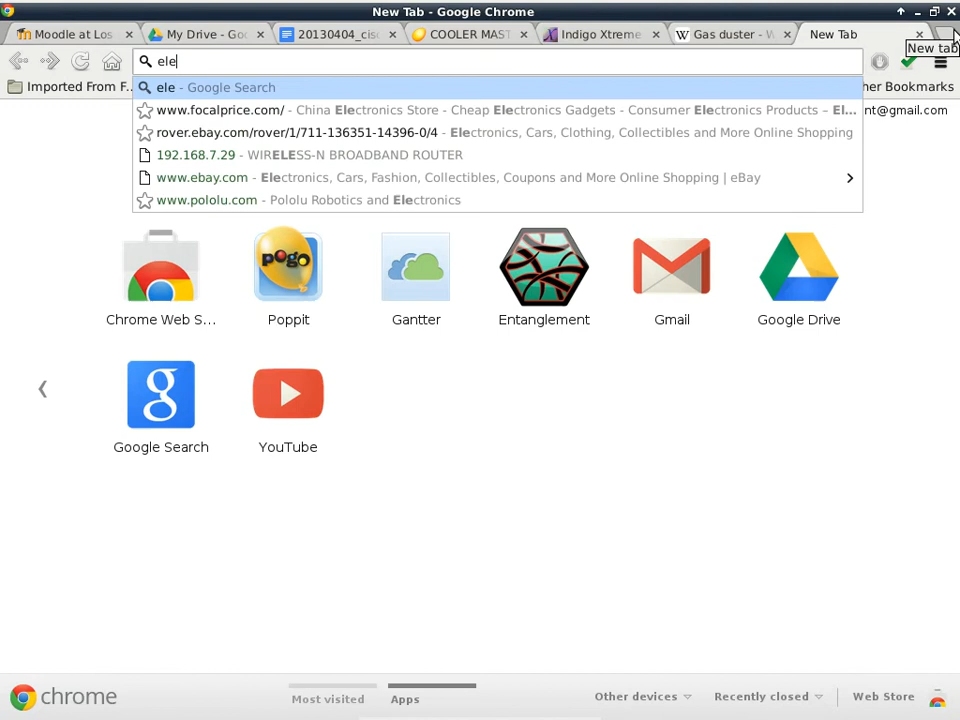 New Tab - Google Chrome
Moodle at Los
My Drive - Goo
20130404_cis
COOLER MAST
Indigo Xtreme
W Gas duster - W
New Tab
New tab
ele
Imported From F...
her Bookmarks
ele - Google Search
www.focalprice.com/ - China Electronics Store - Cheap Electronics Gadgets - Consumer Electronics Products – El...
nt@gmail.com
rover.ebay.com/rover/1/711-136351-14396-0/4 - Electronics, Cars, Clothing, Collectibles and More Online Shopping
192.168.7.29 - WIRELESS-N BROADBAND ROUTER
www.ebay.com - Electronics, Cars, Fashion, Collectibles, Coupons and More Online Shopping | eBay
www.pololu.com - Pololu Robotics and Electronics
pogo
Chrome Web S...
Poppit
Gantter
Entanglement
Gmail
Google Drive
g
Google Search
YouTube
chrome
Most visited
Apps
Other devices
Recently closed
Web Store